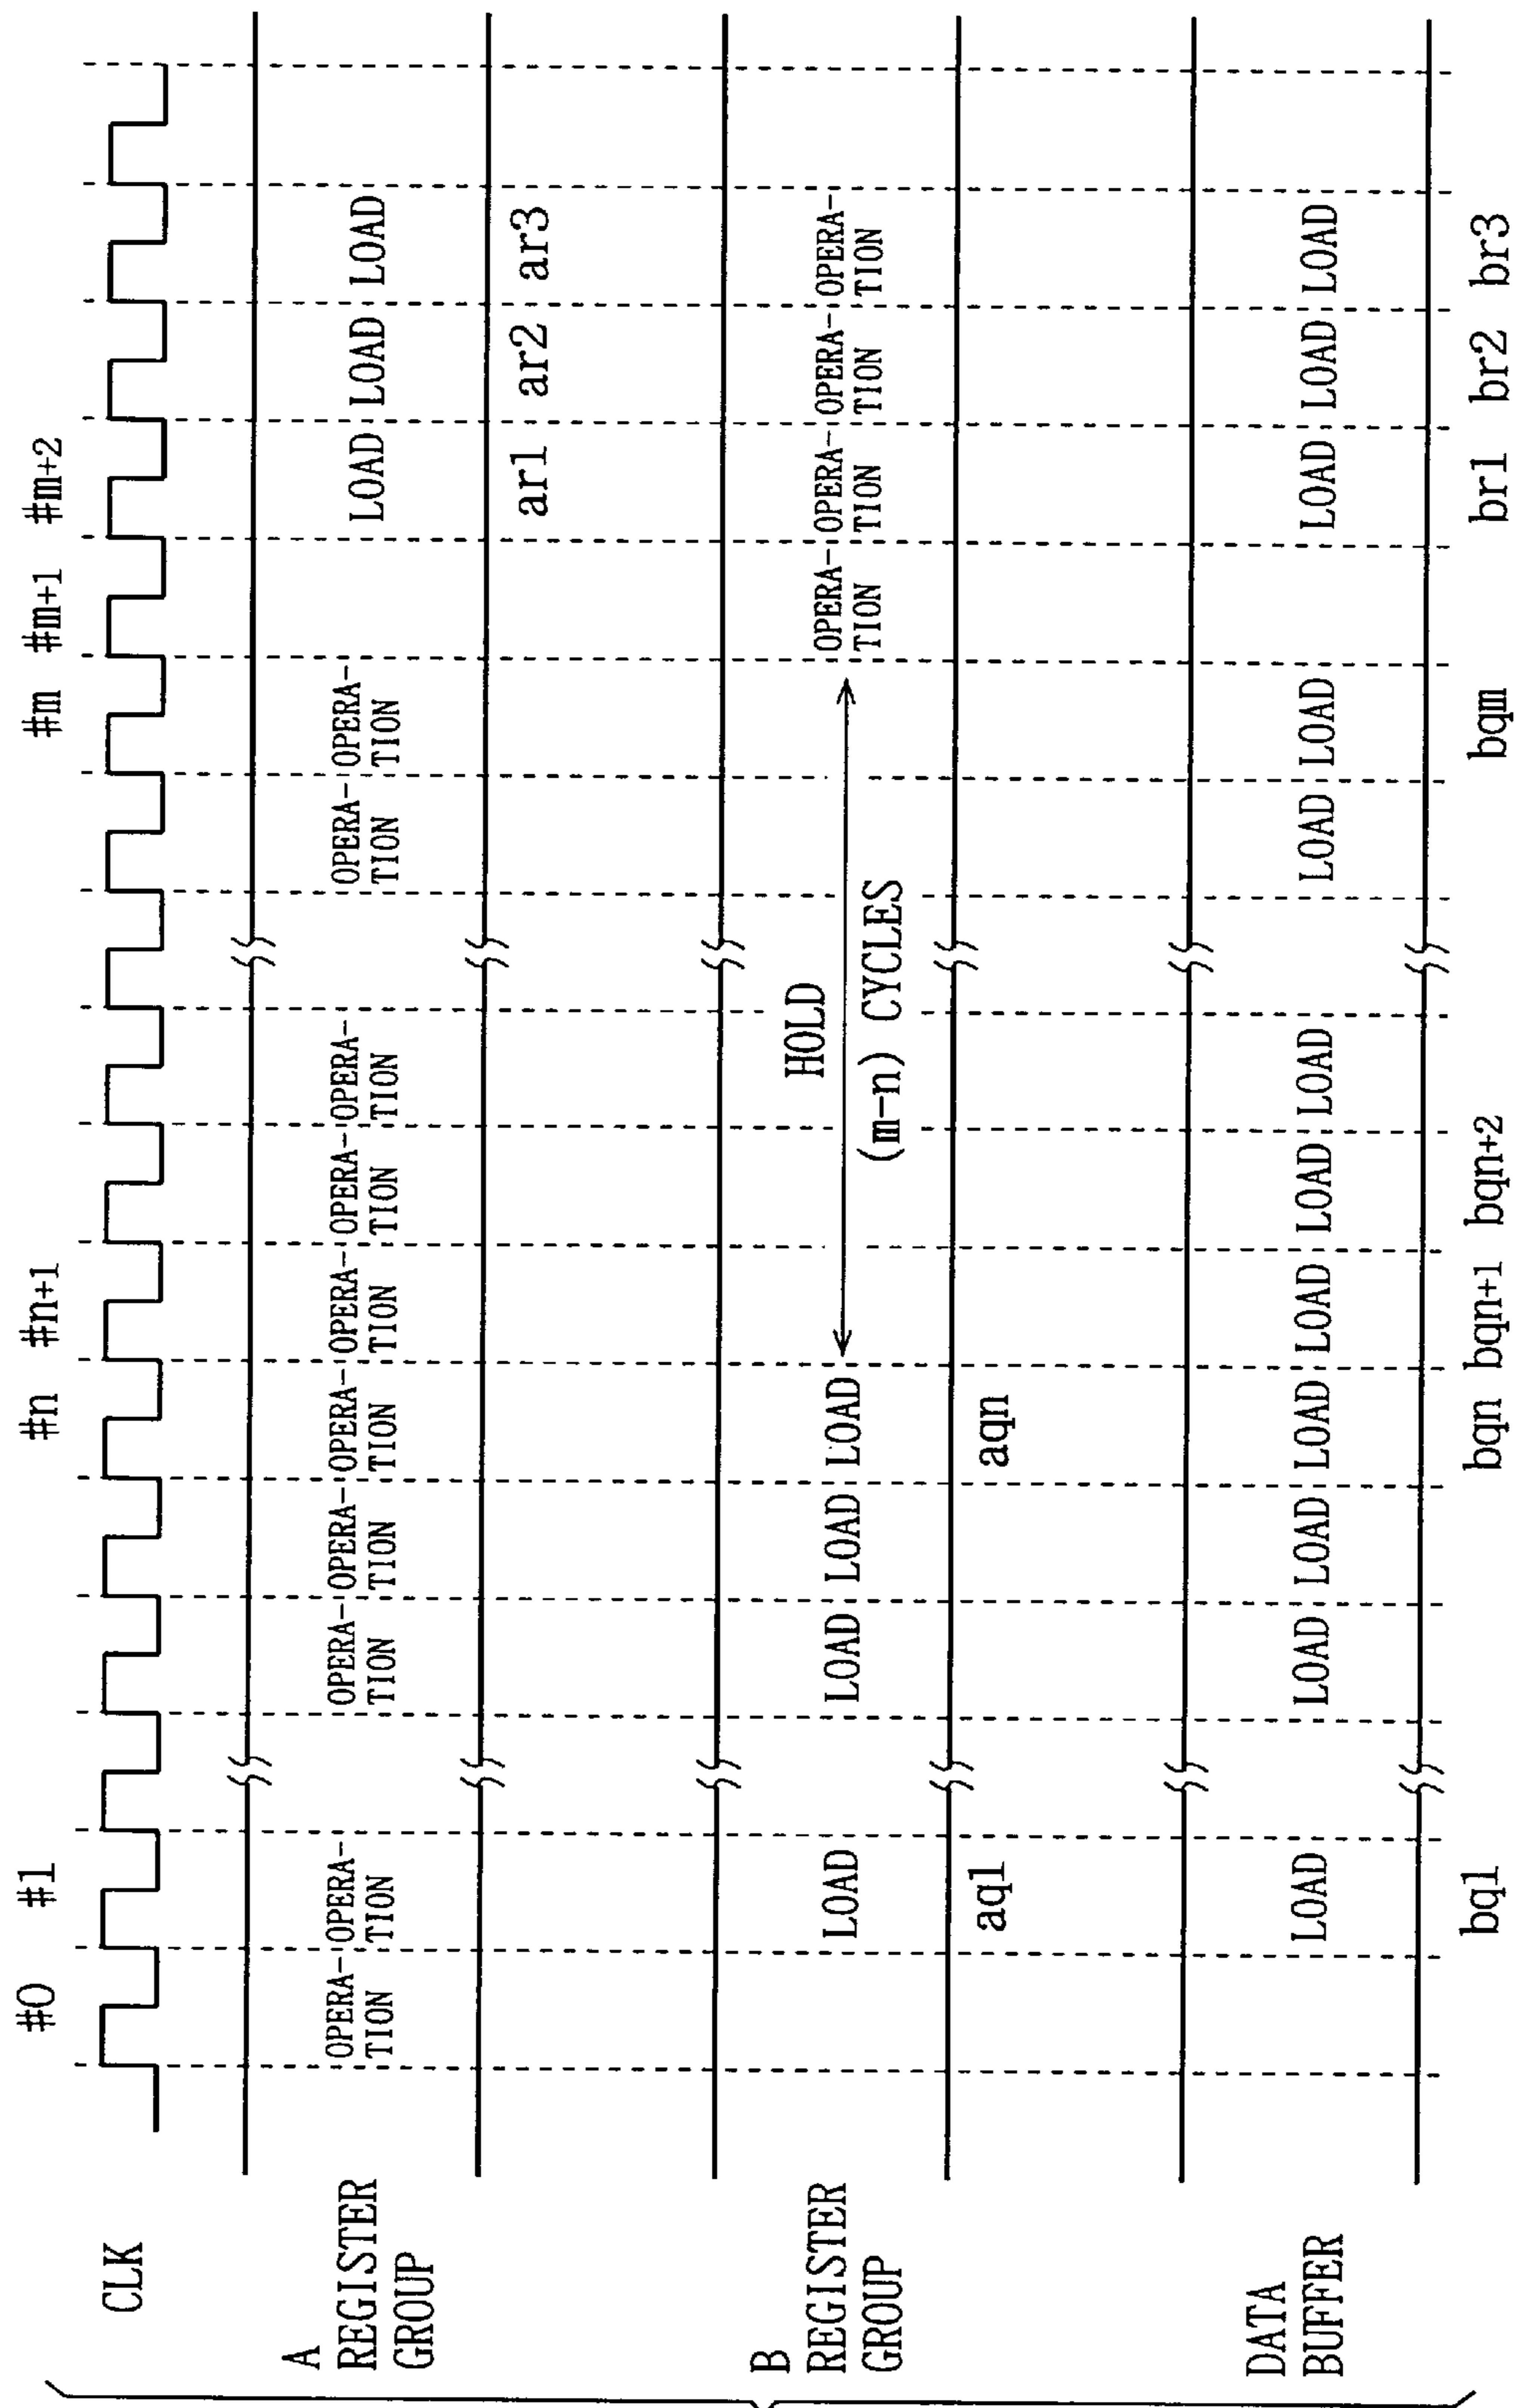 #0 #1 #n #n+1 #m #m+1 #m+2
CLK
A
REGISTER
GROUP
OPERA- OPERA- OPERA- OPERA- OPERA- OPERA- OPERA- OPERA- OPERA- OPERA-
TION TION TION TION TION TION TION TION TION TION
LOAD LOAD LOAD
ar1 ar2 ar3
B
REGISTER
GROUP
LOAD LOAD LOAD LOAD
HOLD
(m-n) CYCLES
OPERA- OPERA- OPERA- OPERA-
TION TION TION TION
aq1 aqn
DATA
BUFFER
LOAD LOAD LOAD LOAD LOAD LOAD LOAD LOAD LOAD LOAD LOAD LOAD
bq1 bqn bqn+1 bqn+2 bqm br1 br2 br3